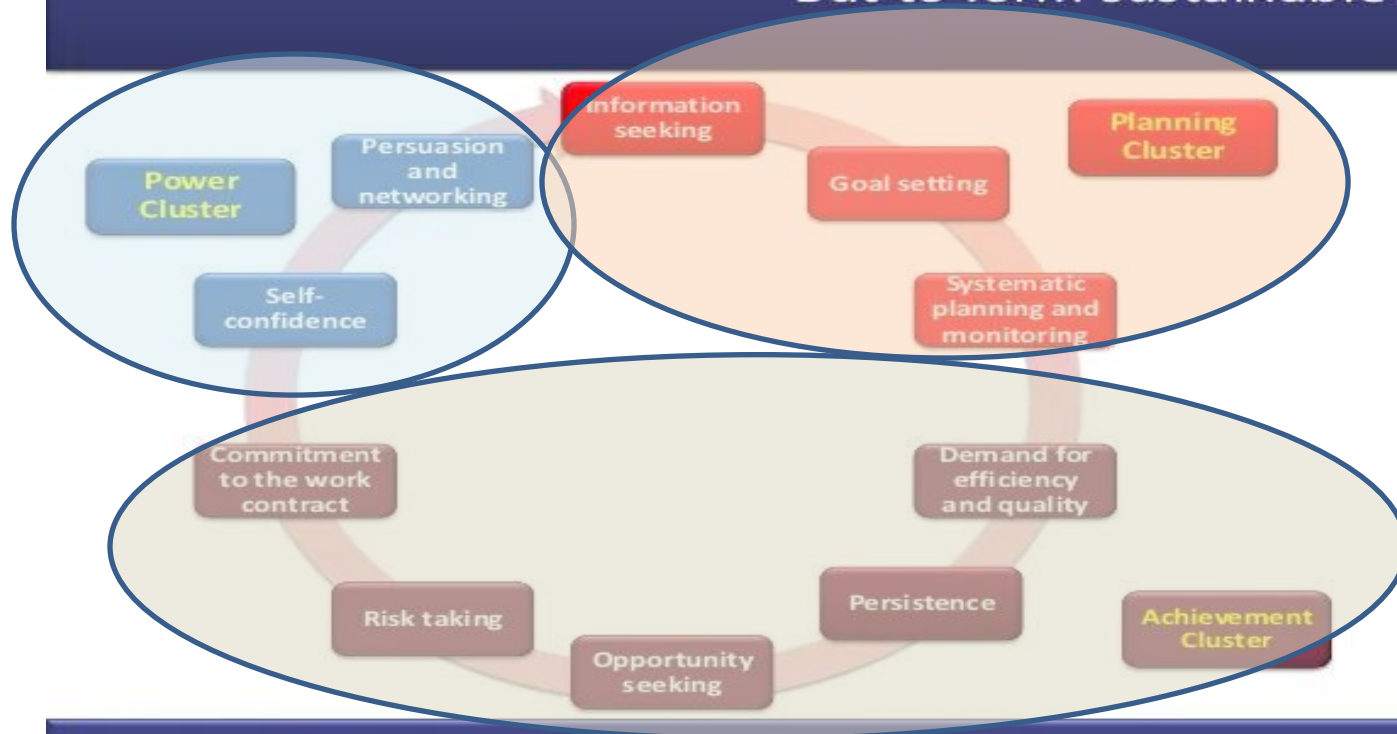 Information
seeking
Planning
Cluster
Goal setting
Systematic
planning and
monitoring
Power
Cluster
Persuasion
and
networking
Self-
confidence
Commitment
to the work
contract
Demand for
efficiency
and quality
Risk taking
Persistence
Opportunity
seeking
Achievement
Cluster